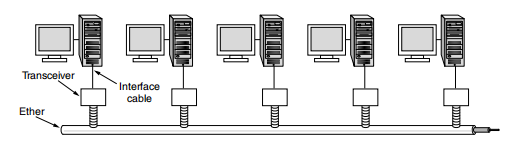 Transceiver
Interface
cable
Ether